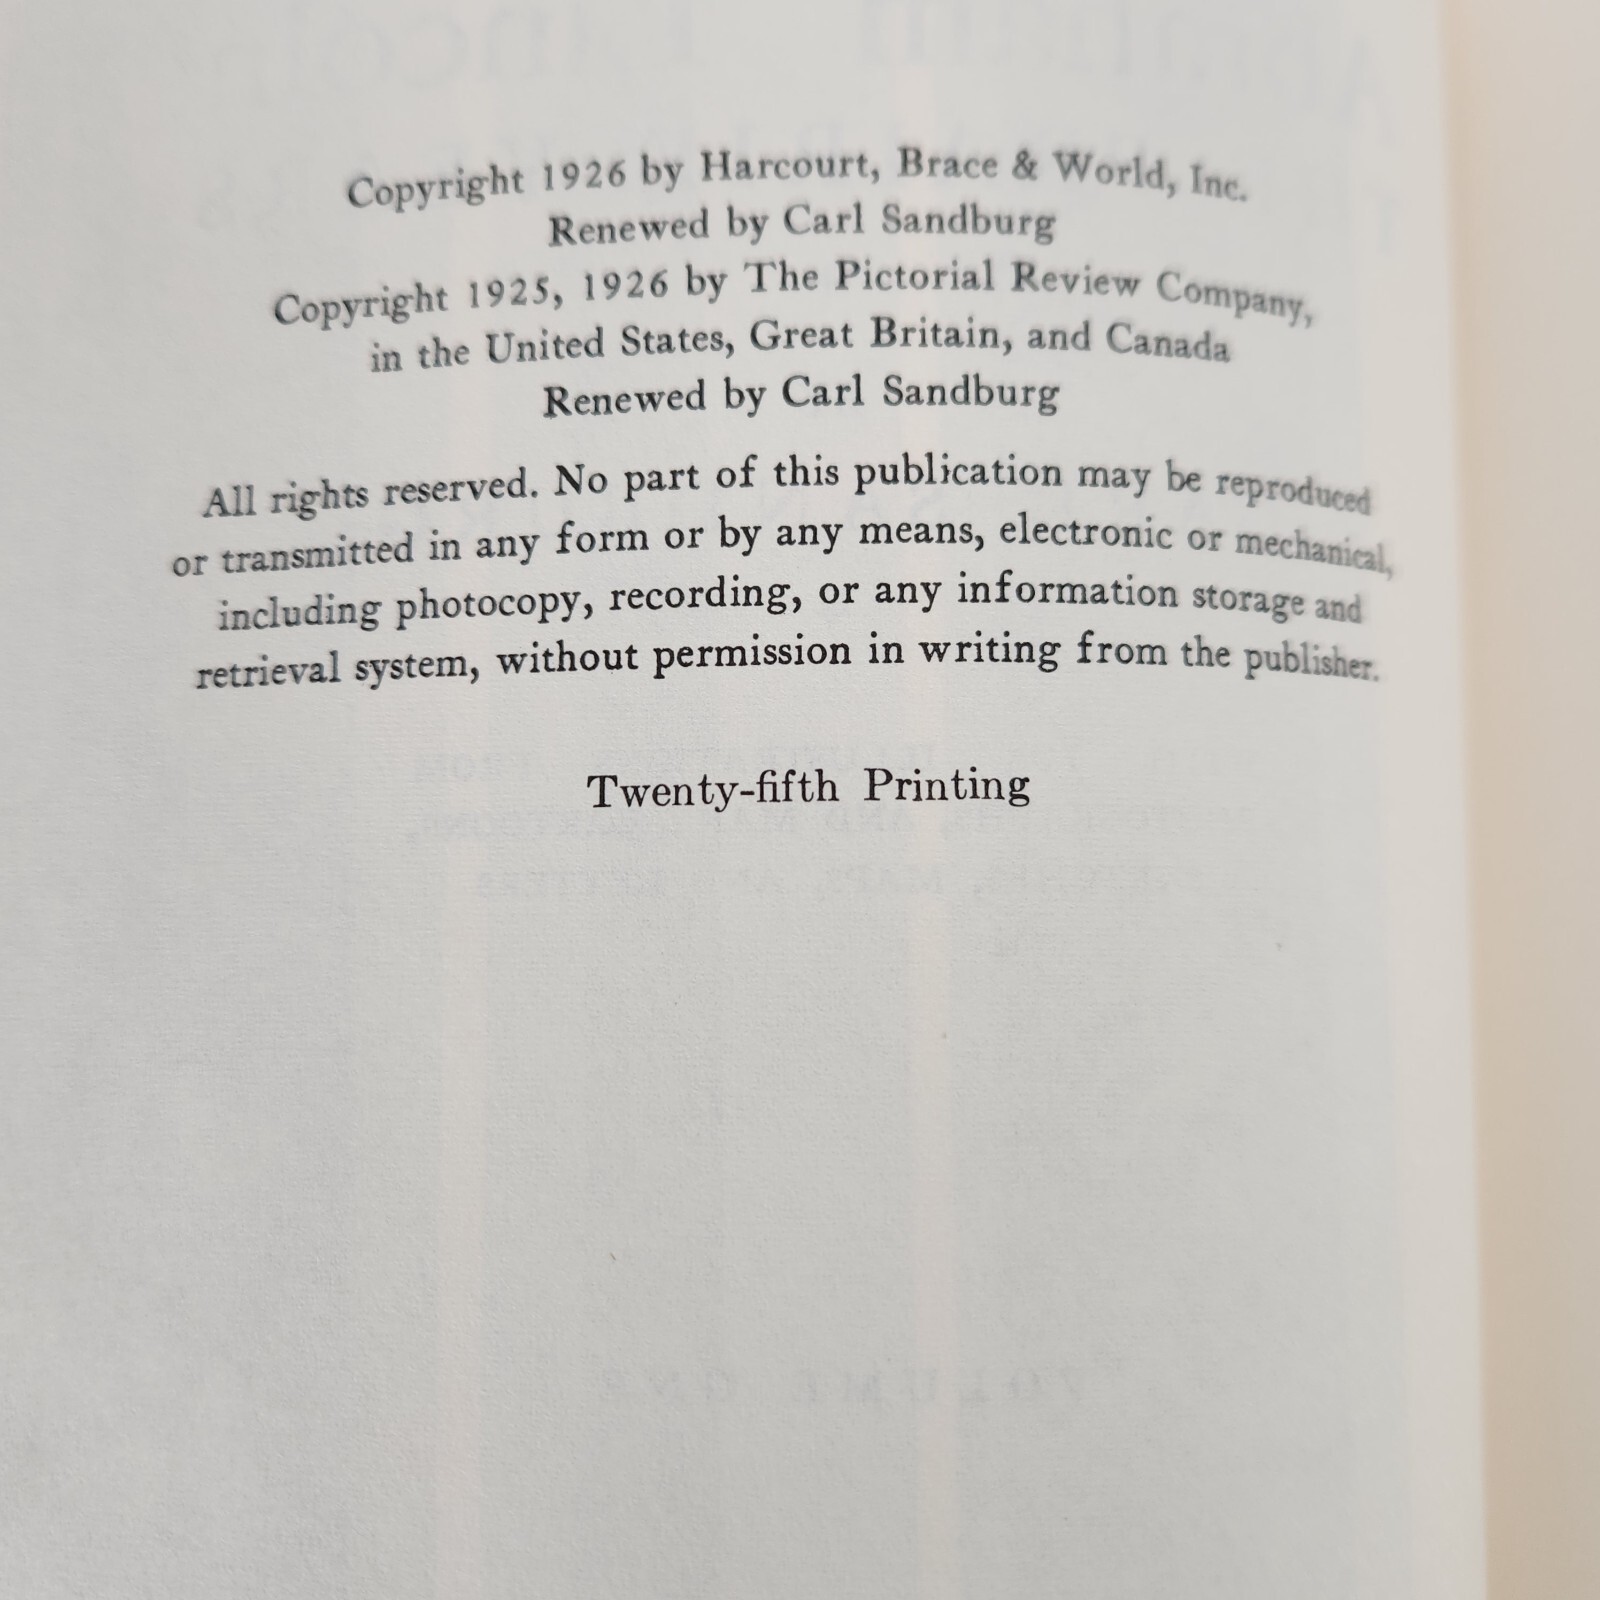 Copyright 1926 by Harcourt, Brace & World, Inc.
Renewed by Carl Sandburg
Copyright 1925, 1926 by The Pictorial Review Company,
in the United States, Great Britain, and Canada
Renewed by Carl Sandburg
All rights reserved. No part of this publication may be reproduced
or transmitted in any form or by any means, electronic or mechanical,
including photocopy, recording, or any information storage and
retrieval system, without permission in writing from the publisher.
Twenty-fifth Printing